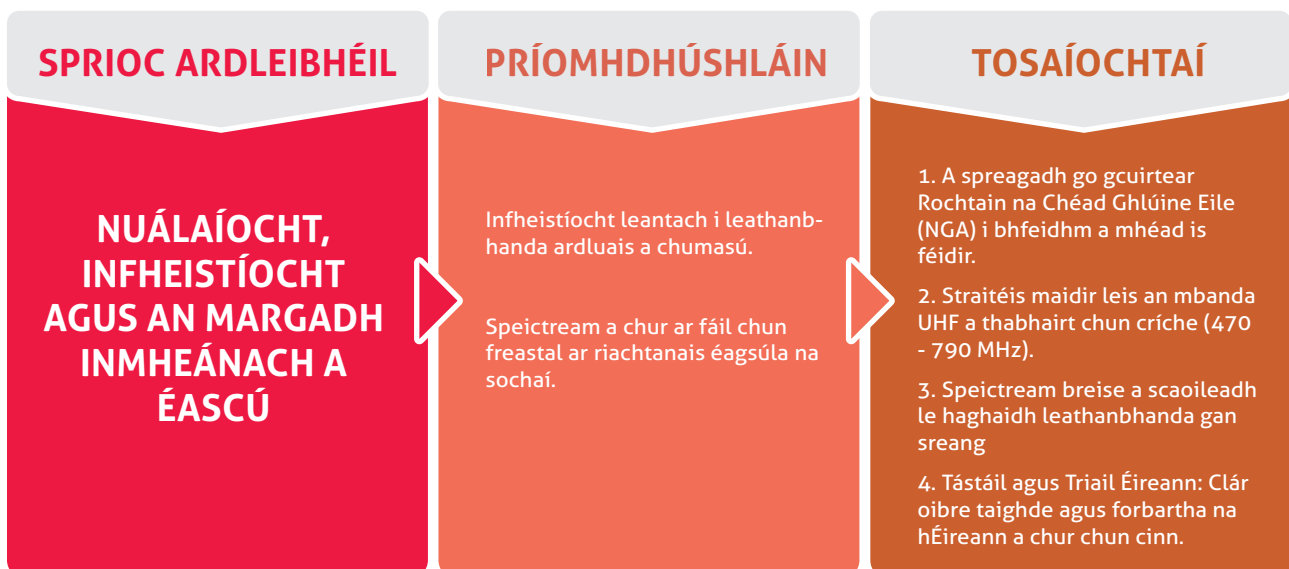 SPRIOC ARDLEIBHÉIL
NUÁLAÍOCHT,
INFHEISTÍOCHT
AGUS AN MARGADH
INMHEÁNACH A
ÉASCÚ
PRÍOMHDHÚSHLÁIN
Infheistíocht leantach i leathanb-
handa ardluais a chumasú.
Speictream a chur ar fáil chun
freastal ar riachtanais éagsúla na
sochaí.
TOSAÍOCHTAÍ
1. A spreagadh go gcuirtear
Rochtain na Chéad Ghlúine Eile
(NGA) i bhfeidhm a mhéad is
féidir.
2. Straitéis maidir leis an mbanda
UHF a thabhairt chun críche (470
- 790 MHz).
3. Speictream breise a scaoileadh
le haghaidh leathanbhanda gan
sreang
4. Tástáil agus Triail Éireann: Clár
oibre taighde agus forbartha na
hÉireann a chur chun cinn.